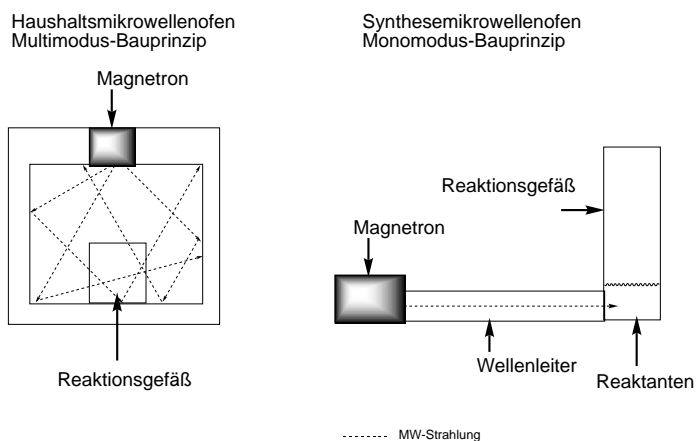 Haushaltsmikrowellenofen
Multimodus-Bauprinzip
Magnetron
Reaktionsgefäß
Synthesemikrowellenofen
Monomodus-Bauprinzip
Reaktionsgefäß
Magnetron
Wellenleiter
Reaktanten
MW-Strahlung